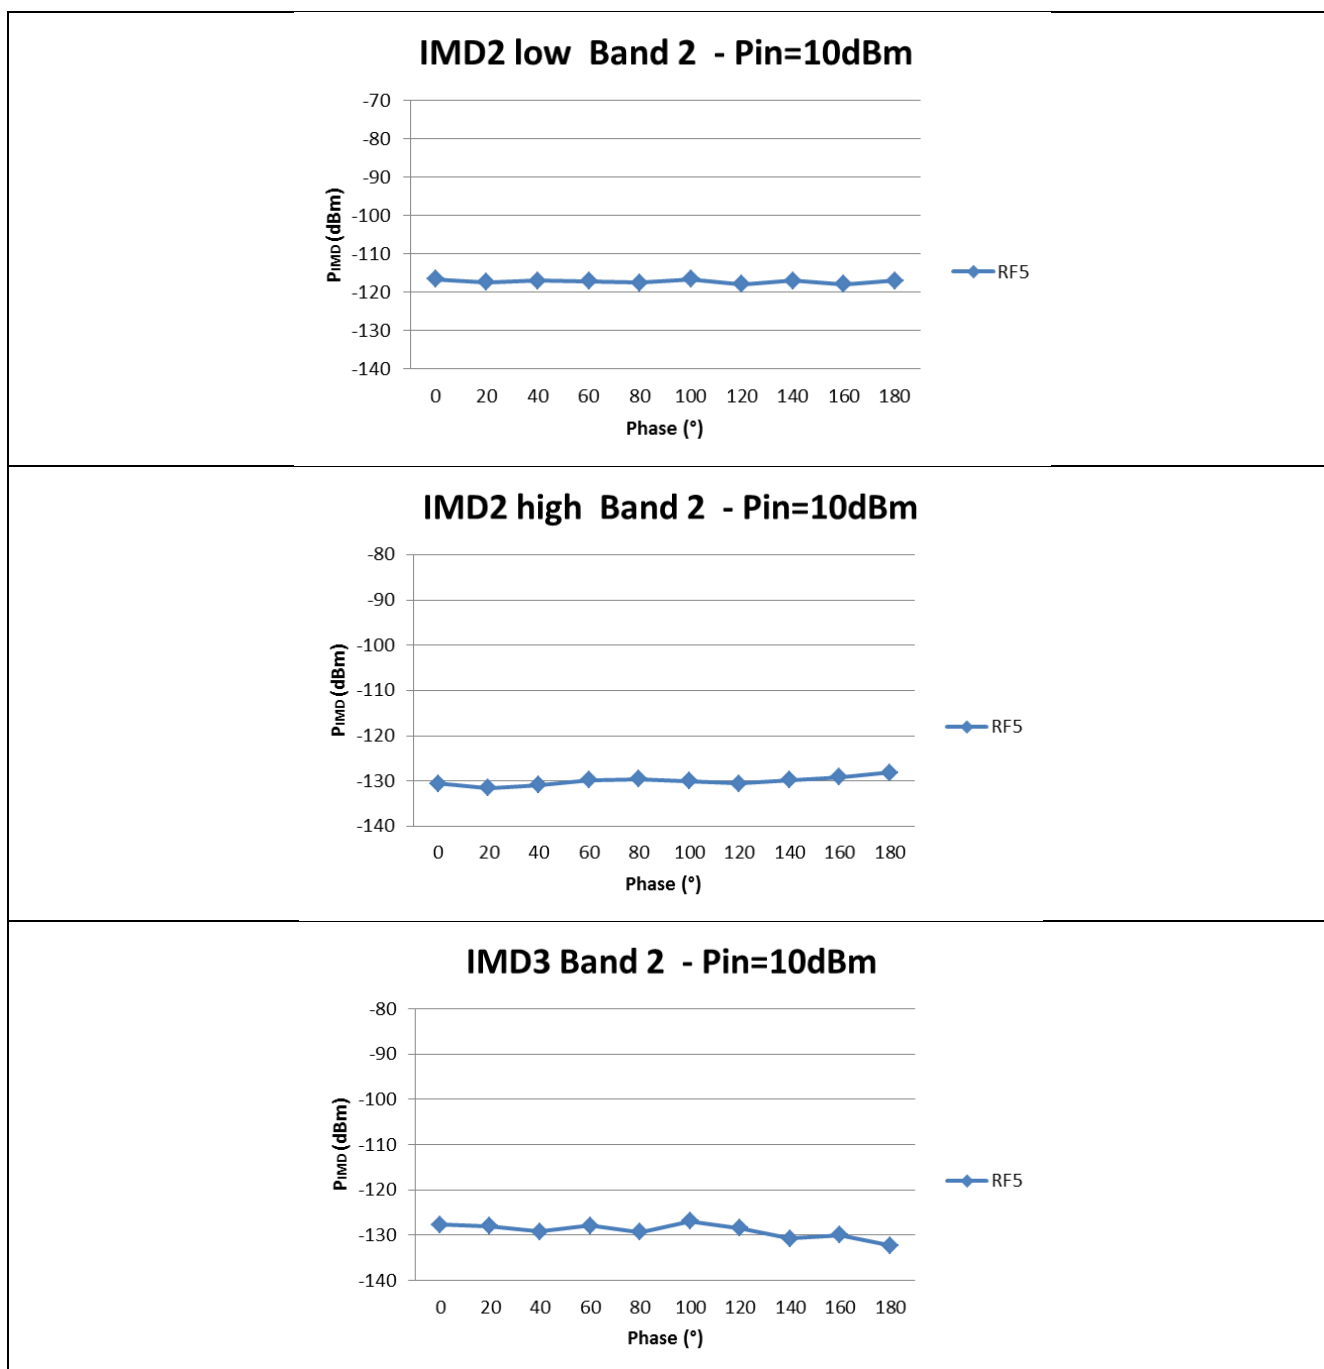 IMD2 low  Band 2  - Pin=10dBm
-70
-80
-90
-100
-110
-120
-130
-140
PIMD (dBm)
0 20 40 60 80 100 120 140 160 180
Phase (°)
RF5
IMD2 high  Band 2  - Pin=10dBm
-80
-90
-100
-110
-120
-130
-140
PIMD (dBm)
0 20 40 60 80 100 120 140 160 180
Phase (°)
RF5
IMD3 Band 2  - Pin=10dBm
-80
-90
-100
-110
-120
-130
-140
PIMD (dBm)
0 20 40 60 80 100 120 140 160 180
Phase (°)
RF5